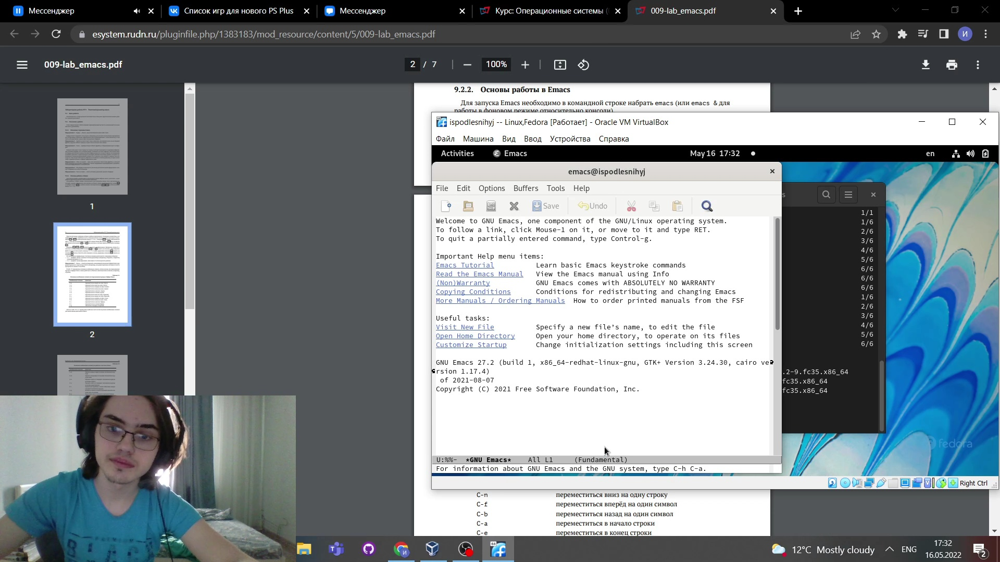 Мессенджер
Список игр для нового PS Plus
Мессенджер
Курс: Операционные системы (
009-lab_emacs.pdf
esystem.rudn.ru/pluginfile.php/1383183/mod_resource/content/5/009-lab_emacs.pdf
И
009-lab_emacs.pdf
2 / 7
100%
1
2
9.2.2. Основы работы в Emacs
Для запуска Emacs необходимо в командной строке набрать emacs (или emacs & для
работы в фоновом режиме относительно консоли).
ispodlesnihyj -- Linux,Fedora [Работает] - Oracle VM VirtualBox
Файл Машина Вид Ввод Устройства Справка
Activities Emacs May 16 17:32 en
emacs@ispodlesnihyj
File Edit Options Buffers Tools Help
Save Undo
Welcome to GNU Emacs, one component of the GNU/Linux operating system.
To follow a link, click Mouse-1 on it, or move to it and type RET.
To quit a partially entered command, type Control-g.
Important Help menu items:
Emacs Tutorial Learn basic Emacs keystroke commands
Read the Emacs Manual View the Emacs manual using Info
(Non)Warranty GNU Emacs comes with ABSOLUTELY NO WARRANTY
Copying Conditions Conditions for redistributing and changing Emacs
More Manuals / Ordering Manuals How to order printed manuals from the FSF
Useful tasks:
Visit New File Specify a new file’s name, to edit the file
Open Home Directory Open your home directory, to operate on its files
Customize Startup Change initialization settings including this screen
GNU Emacs 27.2 (build 1, x86_64-redhat-linux-gnu, GTK+ Version 3.24.30, cairo ve
rsion 1.17.4)
of 2021-08-07
Copyright (C) 2021 Free Software Foundation, Inc.
U:%%- *GNU Emacs* All L1 (Fundamental)
For information about GNU Emacs and the GNU system, type C-h C-a.
s
1/1
1/6
2/6
3/6
4/6
5/6
6/6
6/6
6/6
1/6
2/6
3/6
4/6
5/6
6/6
.2-9.fc35.x86_64
fc35.x86_64
fc35.x86_64
fedora
Right Ctrl
C-n переместиться вниз на одну строку
C-f переместиться вперёд на один символ
C-b переместиться назад на один символ
C-a переместиться в начало строки
C-e переместиться в конец строки
64
12°C Mostly cloudy
ENG
17:32
16.05.2022
2